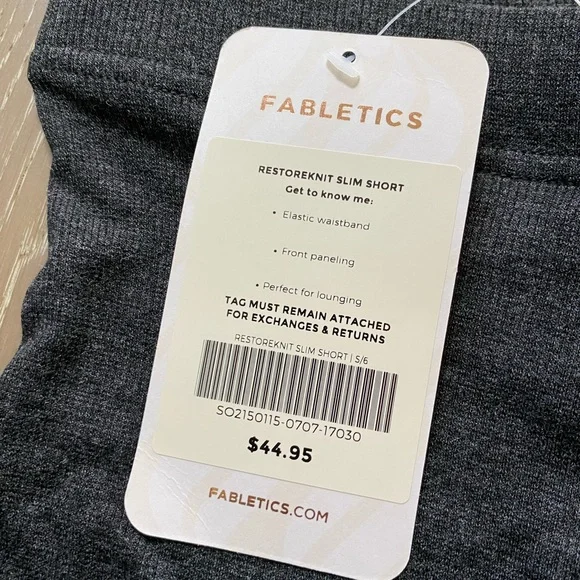 FABLETICS
RESTOREKNIT SLIM SHORT
Get to know me:
• Elastic waistband
• Front paneling
• Perfect for lounging
TAG MUST REMAIN ATTACHED
FOR EXCHANGES & RETURNS
RESTOREKNIT SLIM SHORT | S/6
SO2150115-0707-17030
$44.95
FABLETICS.COM